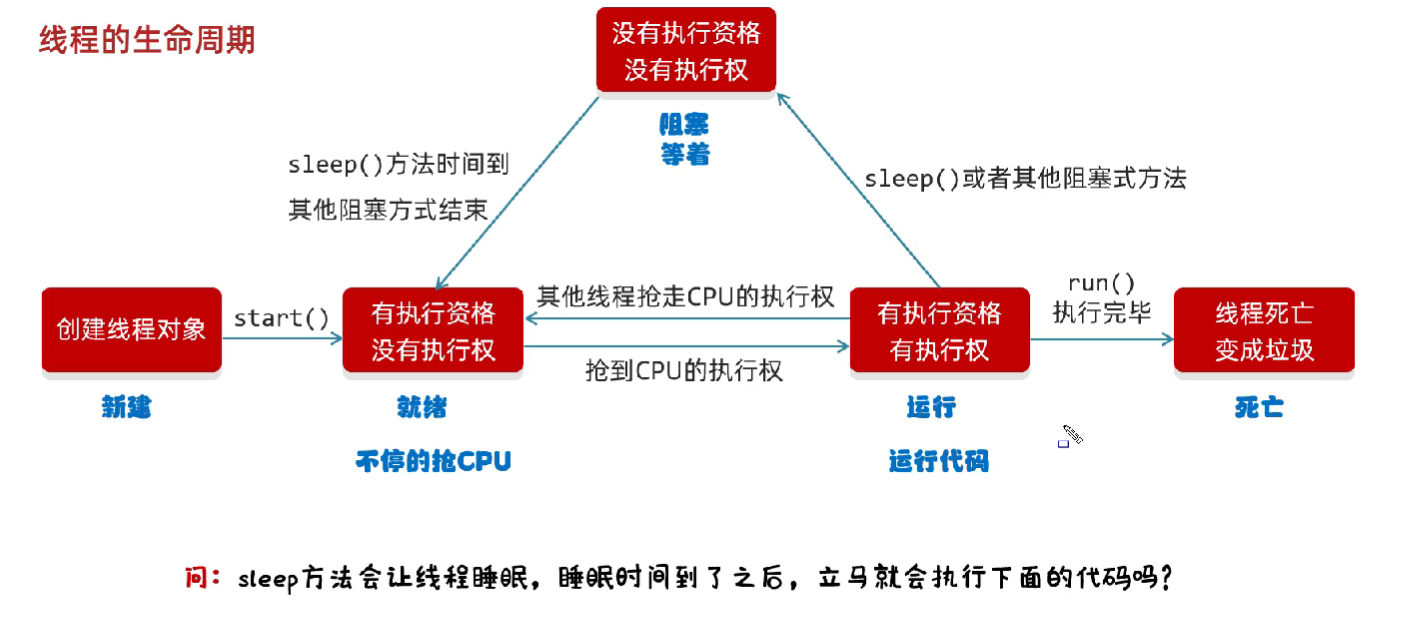 线程的生命周期
没有执行资格
没有执行权
阻塞
等着
sleep()方法时间到
其他阻塞方式结束
sleep()或者其他阻塞式方法
创建线程对象
新建
start()
有执行资格
没有执行权
就绪
不停的抢CPU
其他线程抢走CPU的执行权
抢到CPU的执行权
有执行资格
有执行权
运行
运行代码
run()
执行完毕
线程死亡
变成垃圾
死亡
问：sleep方法会让线程睡眠，睡眠时间到了之后，立马就会执行下面的代码吗？